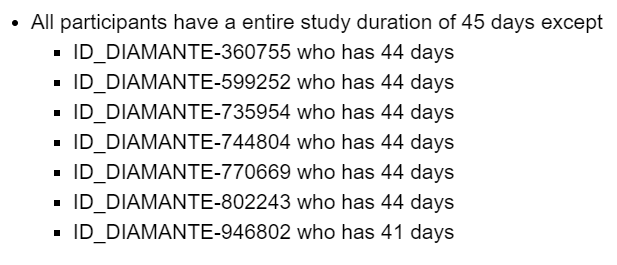 • All participants have a entire study duration of 45 days except
▪ ID_DIAMANTE-360755 who has 44 days
▪ ID_DIAMANTE-599252 who has 44 days
▪ ID_DIAMANTE-735954 who has 44 days
▪ ID_DIAMANTE-744804 who has 44 days
▪ ID_DIAMANTE-770669 who has 44 days
▪ ID_DIAMANTE-802243 who has 44 days
▪ ID_DIAMANTE-946802 who has 41 days